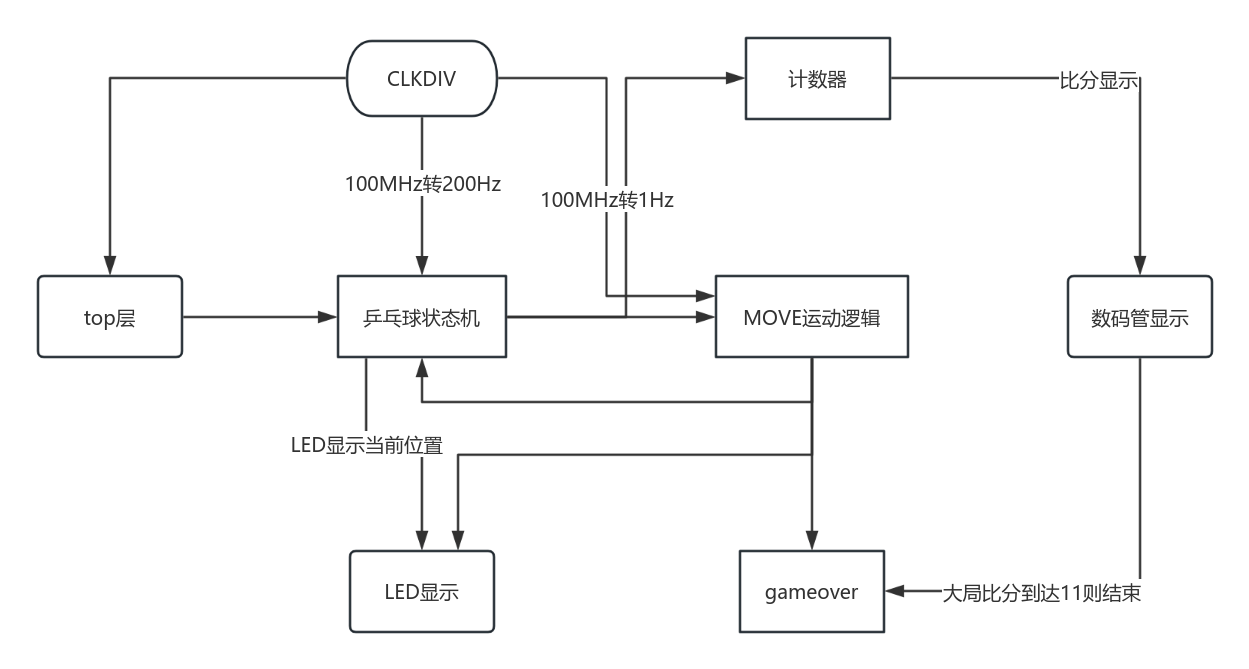 CLKDIV
计数器
比分显示
100MHz转200Hz
100MHz转1Hz
top层
乒乓球状态机
MOVE运动逻辑
数码管显示
LED显示当前位置
LED显示
gameover
大局比分到达11则结束